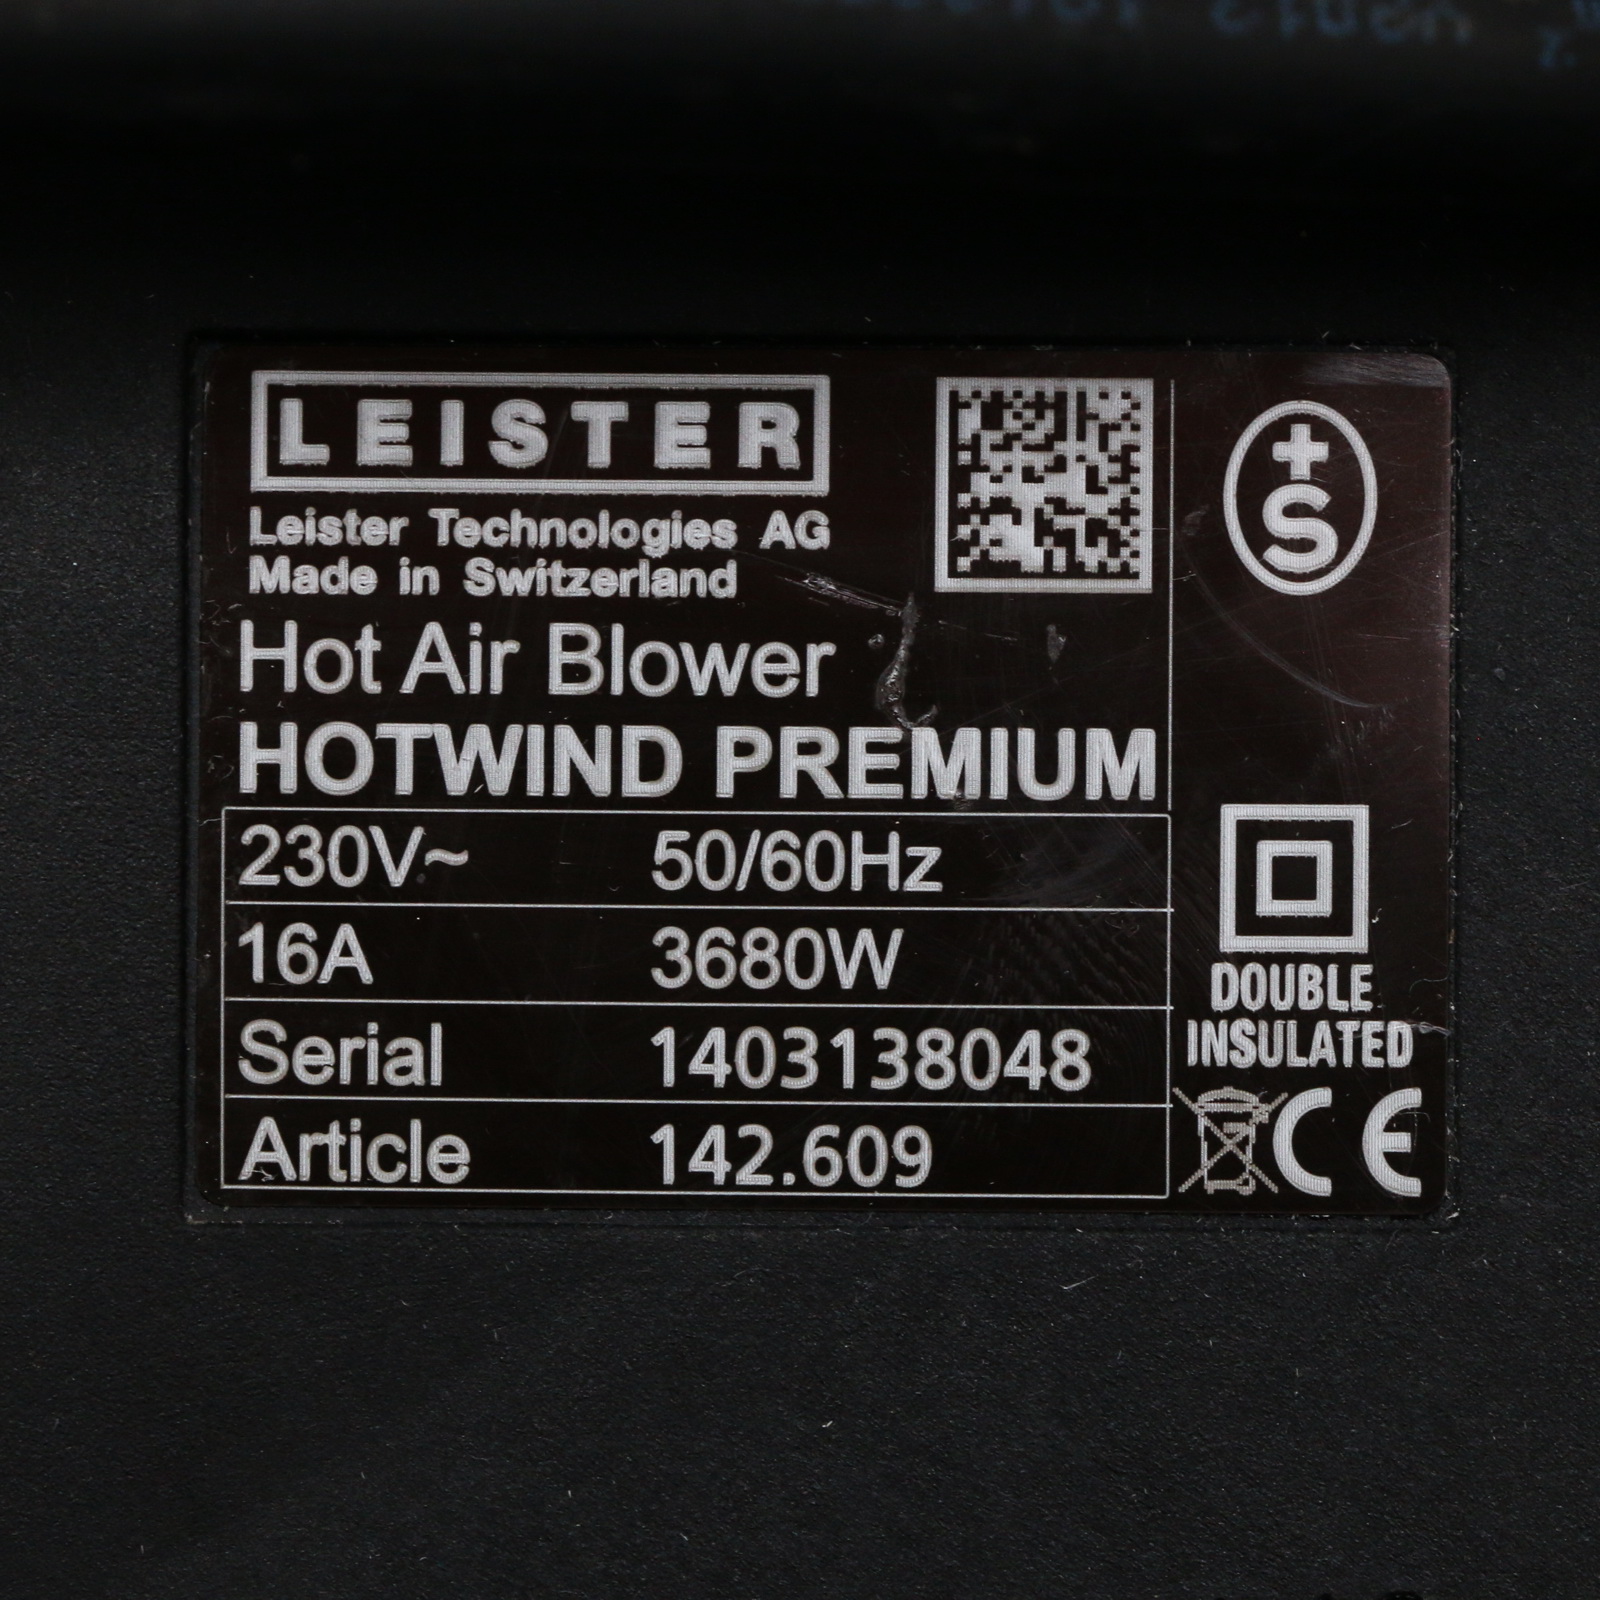 LEISTER
Leister Technologies AG
Made in Switzerland
Hot Air Blower
HOTWIND PREMIUM
230V~ 50/60Hz
16A 3680W
Serial 1403138048
Article 142.609
+S
DOUBLE
INSULATED
CE